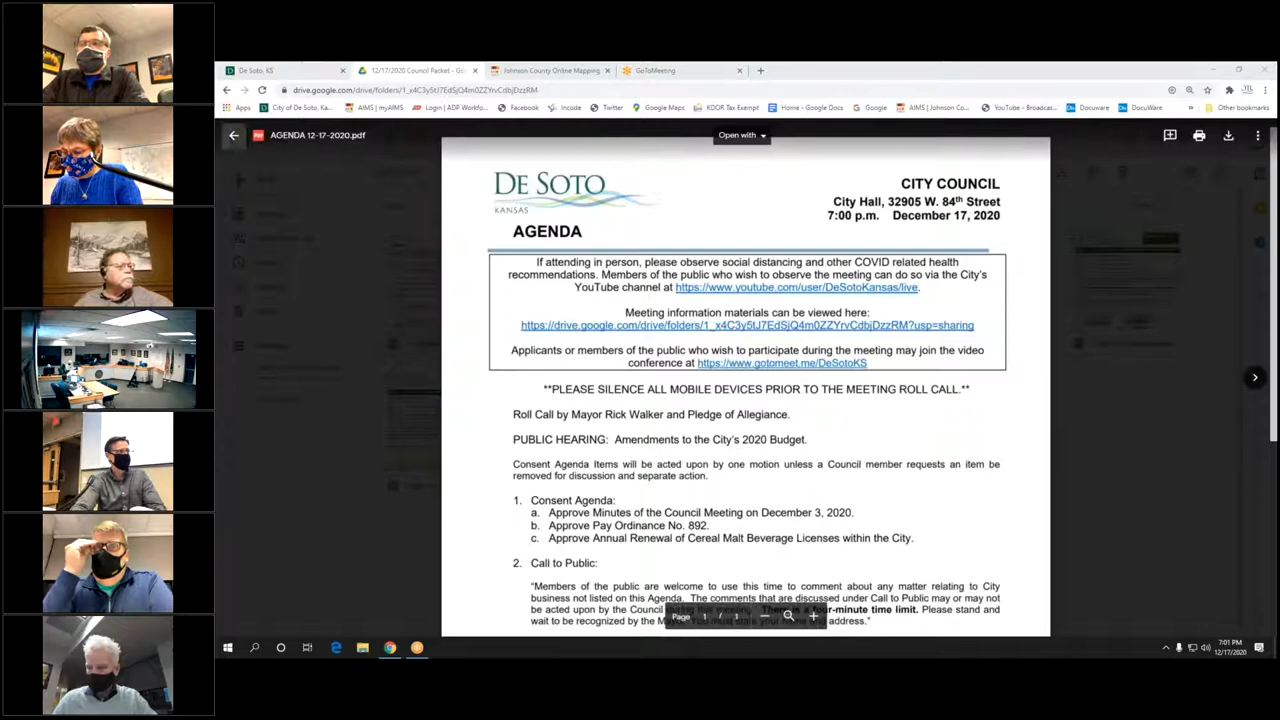 De Soto, KS
12/17/2020 Council Packet - Go
Johnson County Online Mapping
GoToMeeting
drive.google.com/drive/folders/1_x4C3y5tJ7EdSjQ4m0ZZYrvCdbjDzzRM
Apps
City of De Soto, Ka...
AIMS | myAIMS
Login | ADP Workfo...
Facebook
Incode
Twitter
Google Maps
KDOR Tax Exempt
Home - Google Docs
Google
AIMS | Johnson Co...
YouTube - Broadcas...
Docuware
DocuWare
Other bookmarks
AGENDA 12-17-2020.pdf
Open with
DE SOTO
KANSAS
CITY COUNCIL
City Hall, 32905 W. 84th Street
7:00 p.m. December 17, 2020
AGENDA
If attending in person, please observe social distancing and other COVID related health
recommendations. Members of the public who wish to observe the meeting can do so via the City's
YouTube channel at https://www.youtube.com/user/DeSotoKansas/live.
Meeting information materials can be viewed here:
https://drive.google.com/drive/folders/1_x4C3y5tJ7EdSjQ4m0ZZYrvCdbjDzzRM?usp=sharing
Applicants or members of the public who wish to participate during the meeting may join the video
conference at https://www.gotomeet.me/DeSotoKS
**PLEASE SILENCE ALL MOBILE DEVICES PRIOR TO THE MEETING ROLL CALL.**
Roll Call by Mayor Rick Walker and Pledge of Allegiance.
PUBLIC HEARING: Amendments to the City's 2020 Budget.
Consent Agenda Items will be acted upon by one motion unless a Council member requests an item be
removed for discussion and separate action.
1. Consent Agenda:
a. Approve Minutes of the Council Meeting on December 3, 2020.
b. Approve Pay Ordinance No. 892.
c. Approve Annual Renewal of Cereal Malt Beverage Licenses within the City.
2. Call to Public:
"Members of the public are welcome to use this time to comment about any matter relating to City
business not listed on this Agenda. The comments that are discussed under Call to Public may or may not
be acted upon by the Council during this meeting. There is a four-minute time limit. Please stand and
wait to be recognized by the Mayor. You must state your name and address."
Page 1 / 1
7:01 PM
12/17/2020